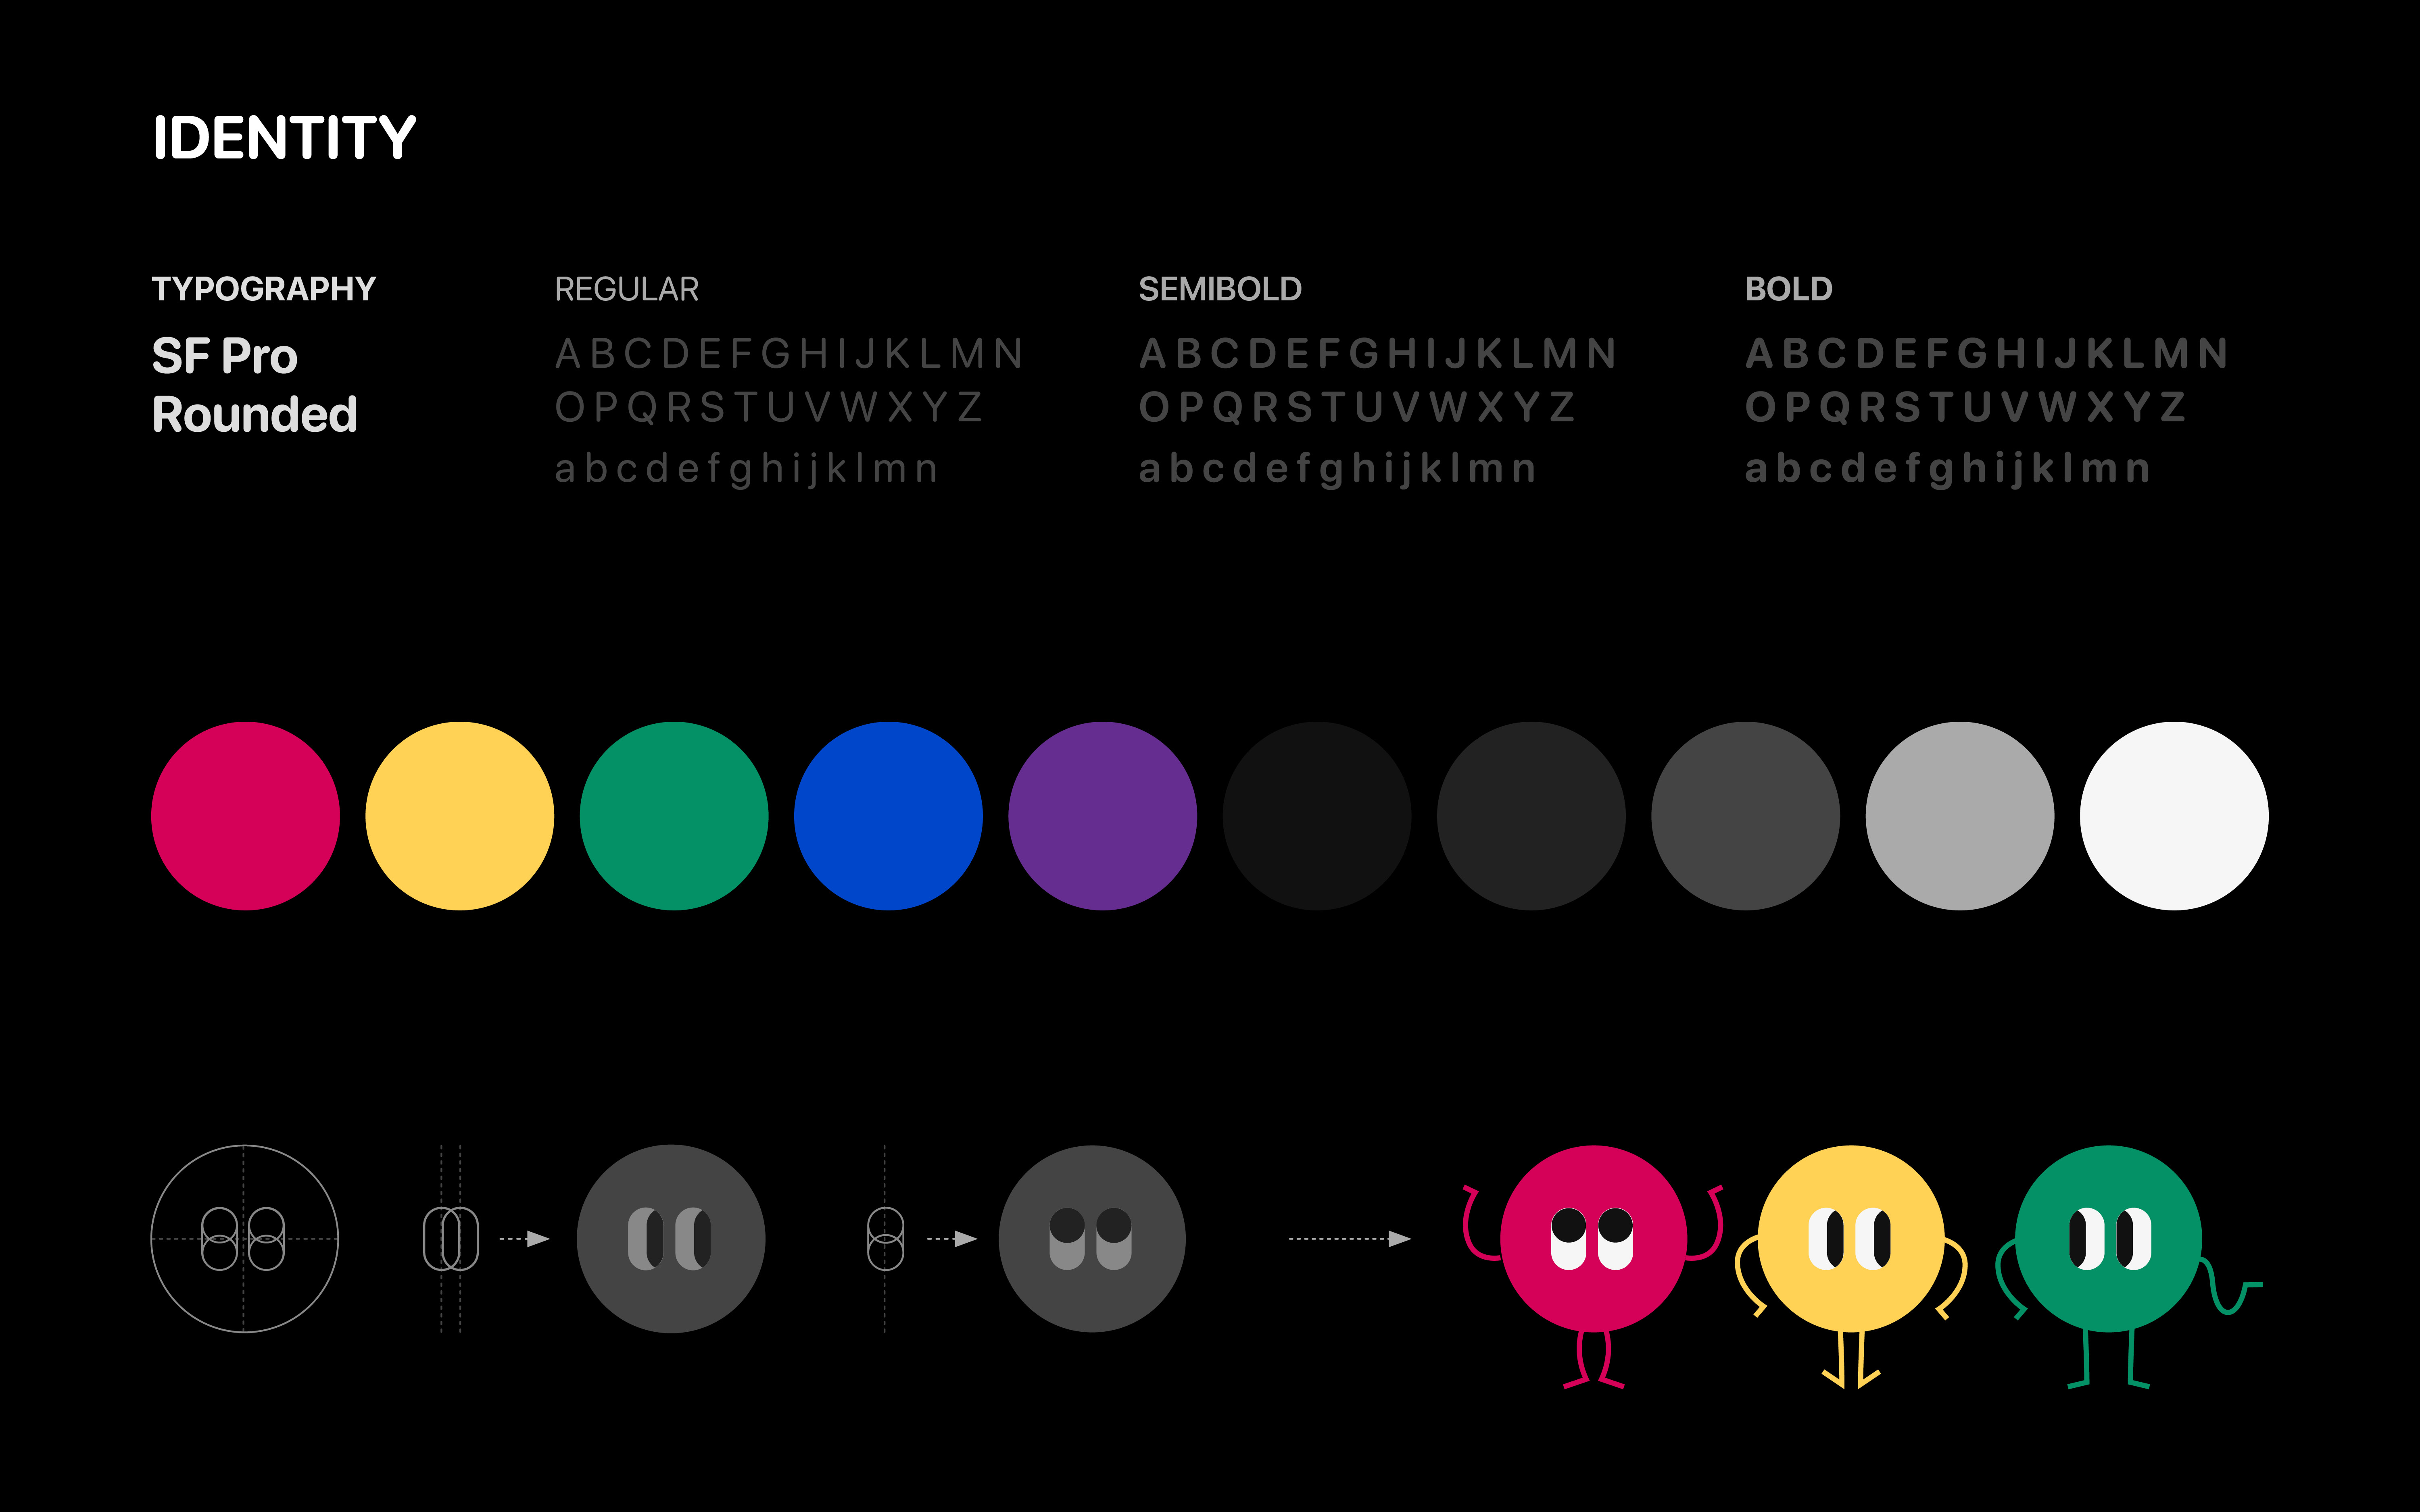 IDENTITY
TYPOGRAPHY
SF Pro
Rounded
REGULAR
A B C D E F G H I J K L M N
O P Q R S T U V W X Y Z
a b c d e f g h i j k l m n
SEMIBOLD
A B C D E F G H I J K L M N
O P Q R S T U V W X Y Z
a b c d e f g h i j k l m n
BOLD
A B C D E F G H I J K L M N
O P Q R S T U V W X Y Z
a b c d e f g h i j k l m n